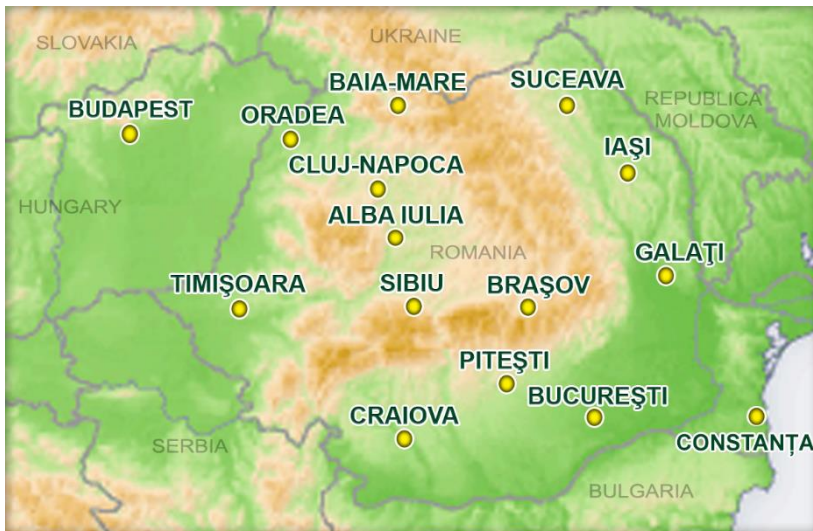 SLOVAKIA
UKRAINE
BAIA-MARE
SUCEAVA
BUDAPEST
ORADEA
REPUBLICA
MOLDOVA
IAŞI
CLUJ-NAPOCA
HUNGARY
ALBA IULIA
ROMANIA
GALAŢI
TIMIŞOARA
SIBIU
BRAŞOV
PITEŞTI
BUCUREŞTI
CRAIOVA
CONSTANȚA
SERBIA
BULGARIA